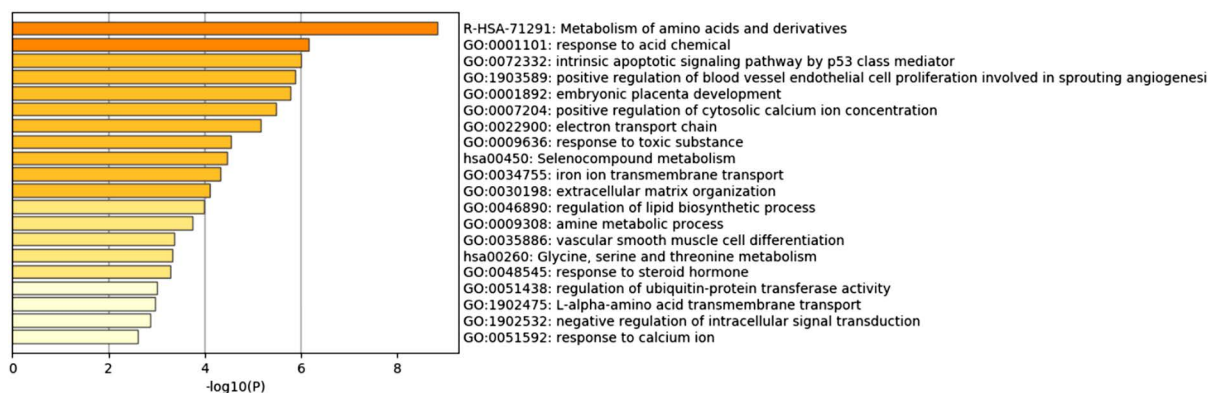 R-HSA-71291: Metabolism of amino acids and derivatives
GO:0001101: response to acid chemical
GO:0072332: intrinsic apoptotic signaling pathway by p53 class mediator
GO:1903589: positive regulation of blood vessel endothelial cell proliferation involved in sprouting angiogenesi
GO:0001892: embryonic placenta development
GO:0007204: positive regulation of cytosolic calcium ion concentration
GO:0022900: electron transport chain
GO:0009636: response to toxic substance
hsa00450: Selenocompound metabolism
GO:0034755: iron ion transmembrane transport
GO:0030198: extracellular matrix organization
GO:0046890: regulation of lipid biosynthetic process
GO:0009308: amine metabolic process
GO:0035886: vascular smooth muscle cell differentiation
hsa00260: Glycine, serine and threonine metabolism
GO:0048545: response to steroid hormone
GO:0051438: regulation of ubiquitin-protein transferase activity
GO:1902475: L-alpha-amino acid transmembrane transport
GO:1902532: negative regulation of intracellular signal transduction
GO:0051592: response to calcium ion
0 2 4 6 8
-log10(P)